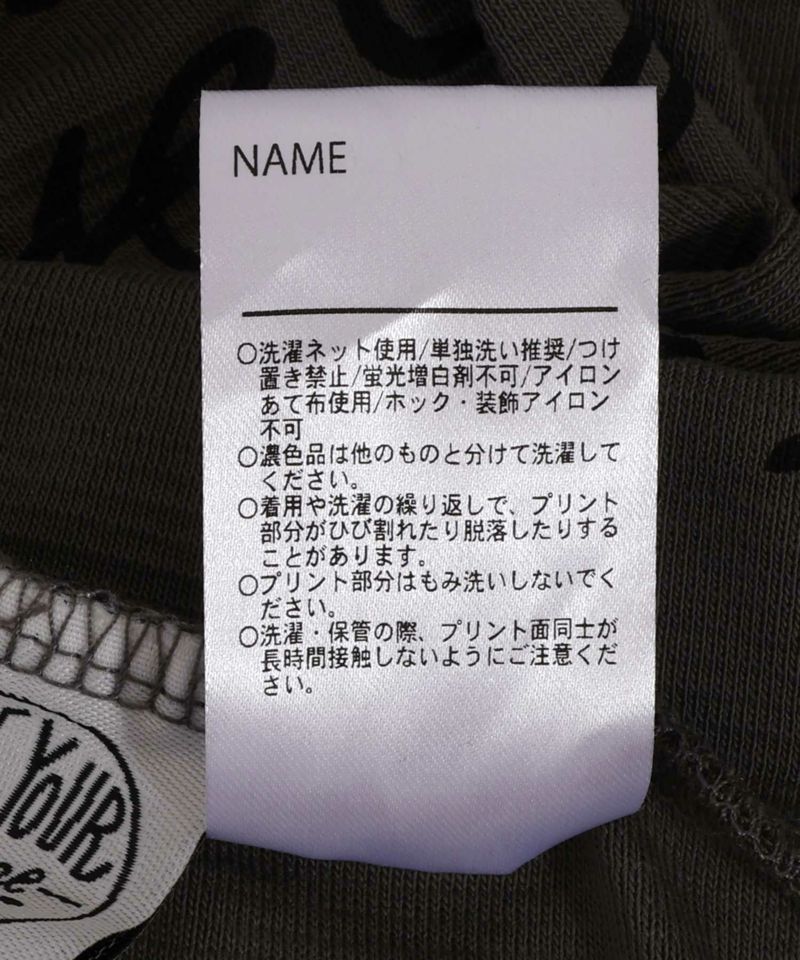 NAME
○洗濯ネット使用/単独洗い推奨/つけ
置き禁止/蛍光増白剤不可/アイロン
あて布使用/ホック・装飾アイロン
不可
○濃色品は他のものと分けて洗濯して
ください。
○着用や洗濯の繰り返しで、プリント
部分がひび割れたり脱落したりする
ことがあります。
○プリント部分はもみ洗いしないでく
ださい。
○洗濯・保管の際、プリント面同士が
長時間接触しないようにご注意くだ
さい。
YOUR